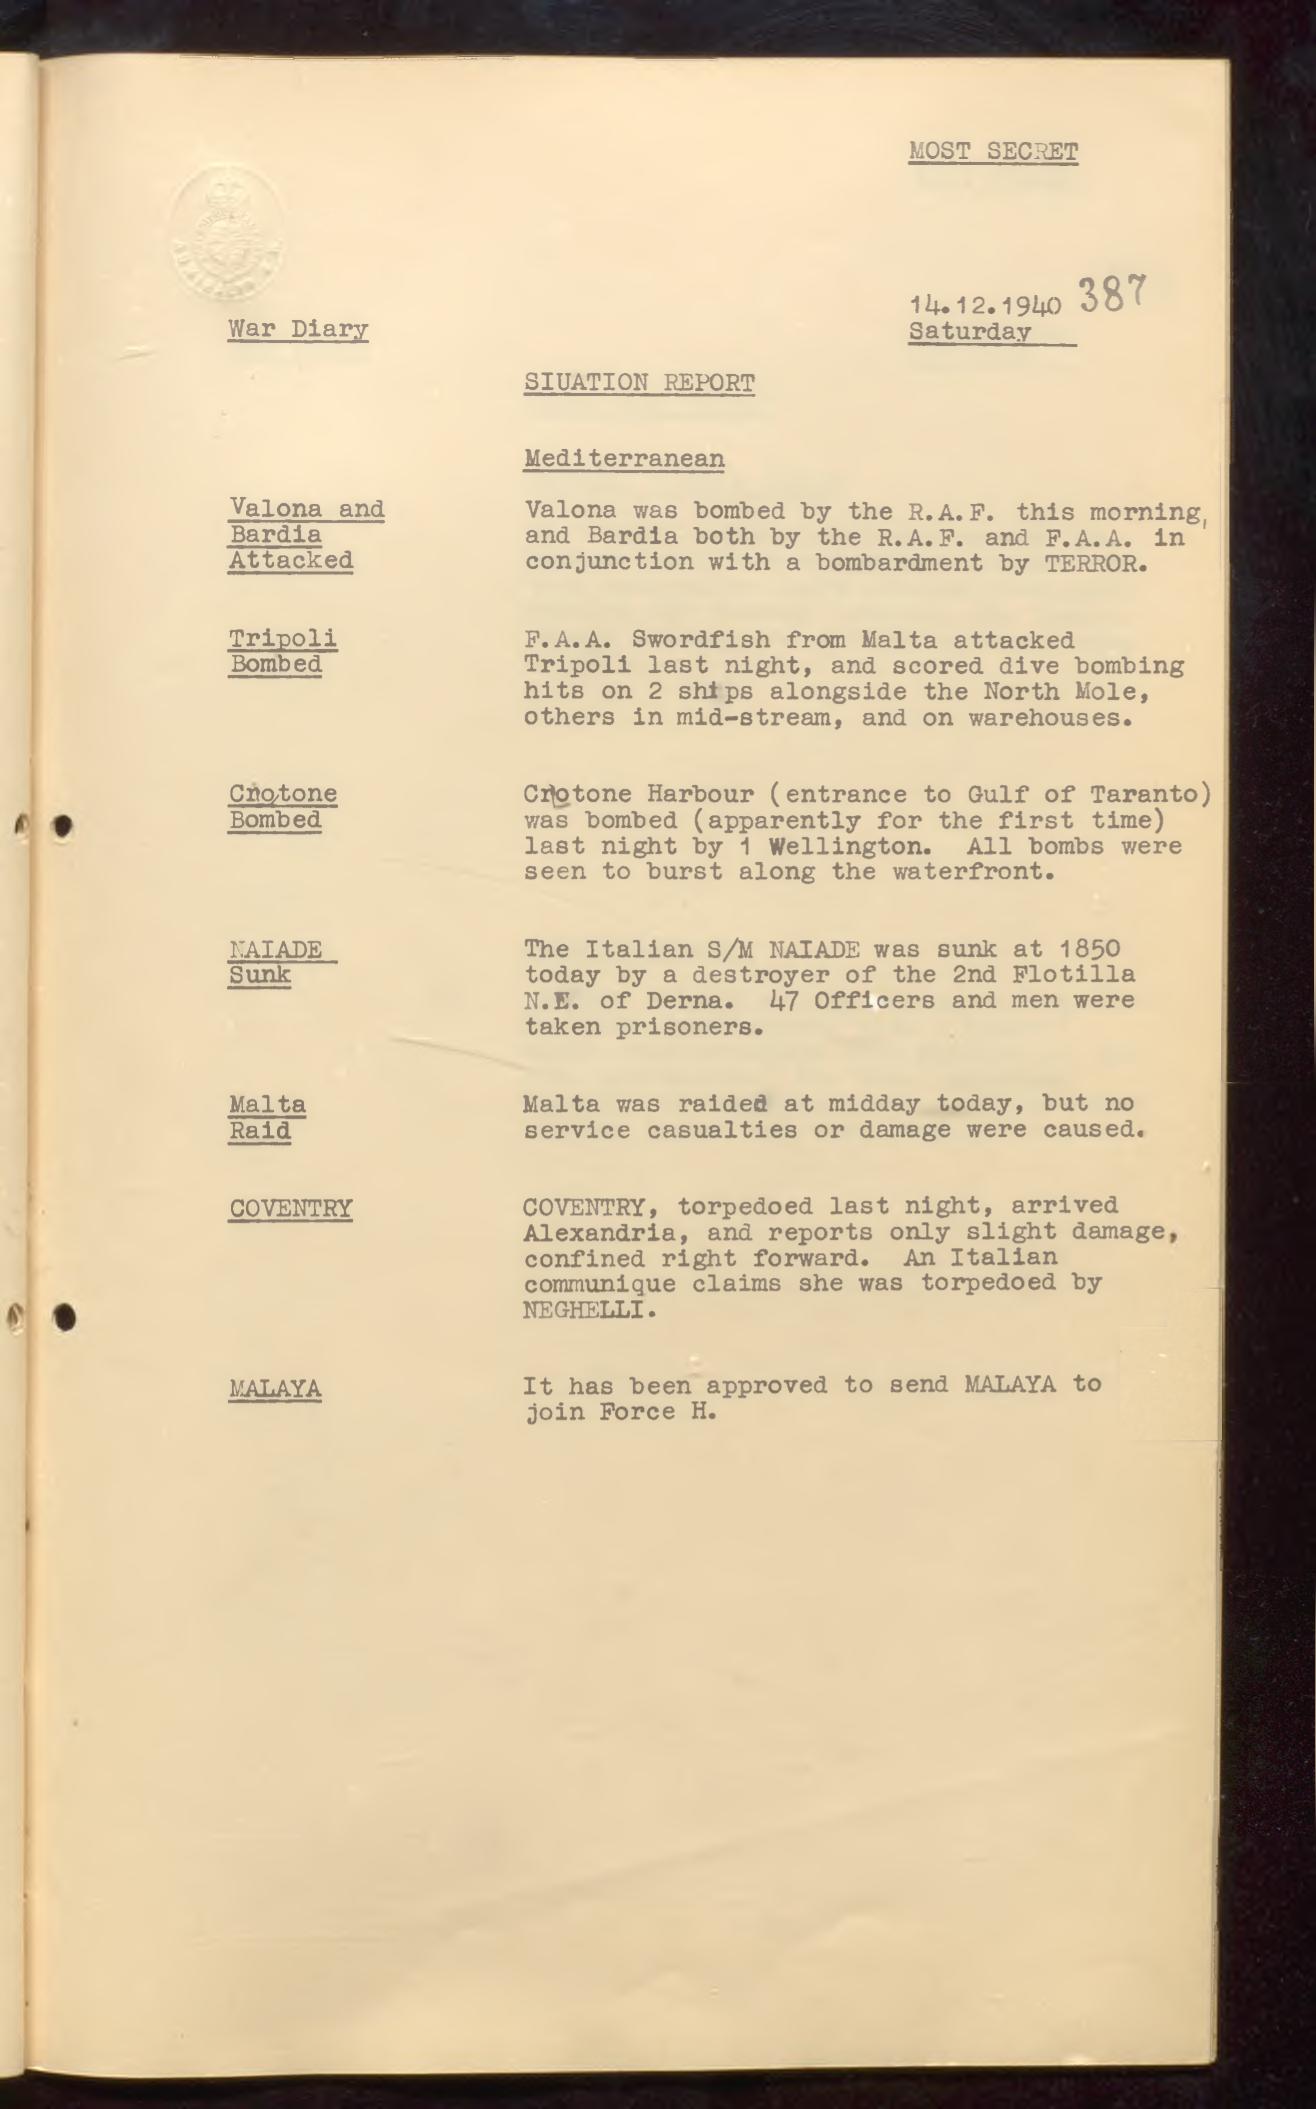 MOST SECRET
387
14.12.1940
War Diary
Saturday
SIUATION REPORT
Mediterranean
Valona and
Bardia
Attacked
Valona was bombed by the R.A.F. this morning,
and Bardia both by the R.A.F. and F.A.A. in
conjunction with a bombardment by TERROR.
Tripoli
Bombed
F.A.A. Swordfish from Malta attacked
Tripoli last night, and scored dive bombing
hits on 2 ships alongside the North Mole,
others in mid-stream, and on warehouses.
Crotone
Bombed
Crotone Harbour (entrance to Gulf of Taranto)
was bombed (apparently for the first time)
last night by 1 Wellington. All bombs were
seen to burst along the waterfront.
NAIADE
Sunk
The Italian S/M NAIADE was sunk at 1850
today by a destroyer of the 2nd Flotilla
N.E. of Derna. 47 Officers and men were
taken prisoners.
Malta
Raid
Malta was raided at midday today, but no
service casualties or damage were caused.
COVENTRY
COVENTRY, torpedoed last night, arrived
Alexandria, and reports only slight damage,
confined right forward. An Italian
communique claims she was torpedoed by
NEGHELLI.
MALAYA
It has been approved to send MALAYA to
join Force H.